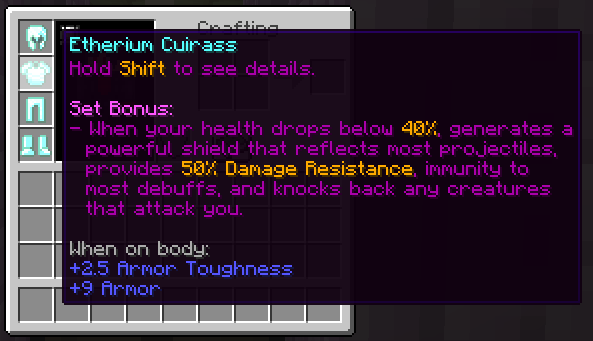 Crafting
Etherium Cuirass
Hold Shift to see details.
Set Bonus:
- When your health drops below 40%, generates a
powerful shield that reflects most projectiles,
provides 50% Damage Resistance, immunity to
most debuffs, and knocks back any creatures
that attack you.
When on body:
+2.5 Armor Toughness
+9 Armor